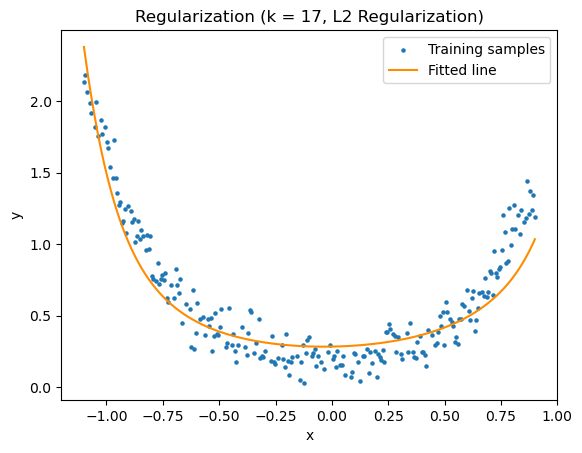 Regularization (k = 17, L2 Regularization)
Training samples
Fitted line
y
2.0
1.5
1.0
0.5
0.0
−1.00 −0.75 −0.50 −0.25 0.00 0.25 0.50 0.75 1.00
x